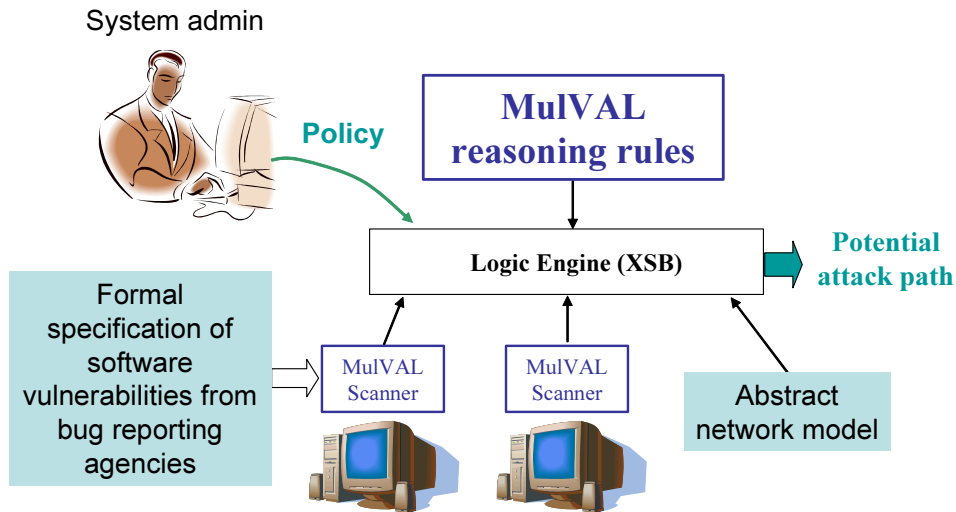 System admin
Policy
MulVAL
reasoning rules
Logic Engine (XSB)
Potential
attack path
Formal
specification of
software
vulnerabilities from
bug reporting
agencies
MulVAL
Scanner
MulVAL
Scanner
Abstract
network model